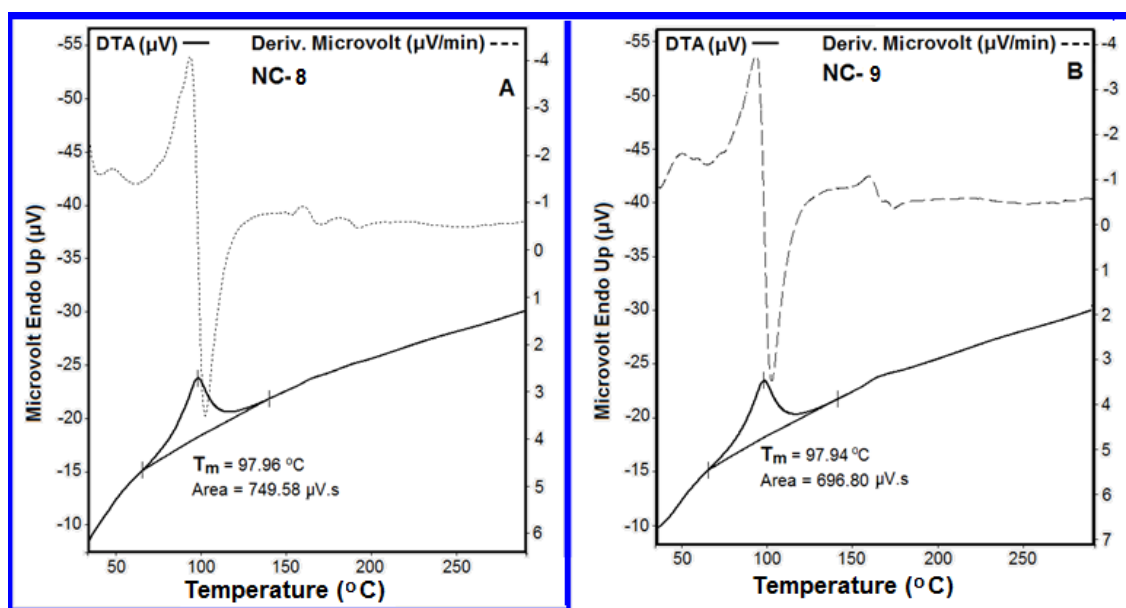 DTA (µV) Deriv. Microvolt (µV/min)
NC- 8
A
Microvolt Endo Up (µV)
-55
-50
-45
-40
-35
-30
-25
-20
-15
-10
-4
-3
-2
-1
0
1
2
3
4
5
6
Tm = 97.96 oC
Area = 749.58 µV.s
50 100 150 200 250
Temperature (o C)
DTA (µV) Deriv. Microvolt (µV/min)
NC- 9
B
Microvolt Endo Up (µV)
-55
-50
-45
-40
-35
-30
-25
-20
-15
-10
-4
-3
-2
-1
0
1
2
3
4
5
6
7
Tm = 97.94 oC
Area = 696.80 µV.s
50 100 150 200 250
Temperature (o C)